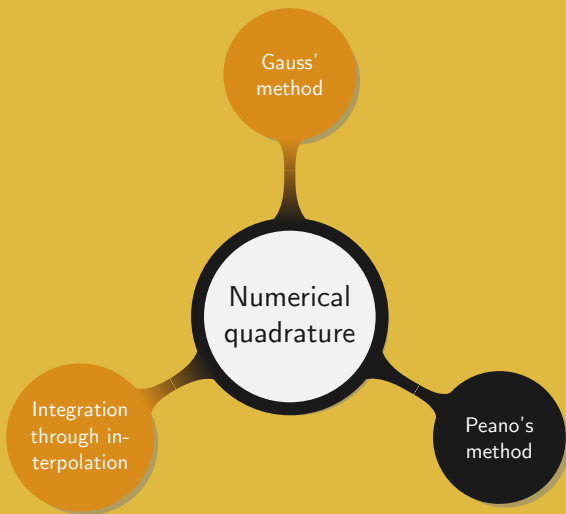 Gauss'
method
Numerical
quadrature
Integration
through in-
terpolation
Peano's
method